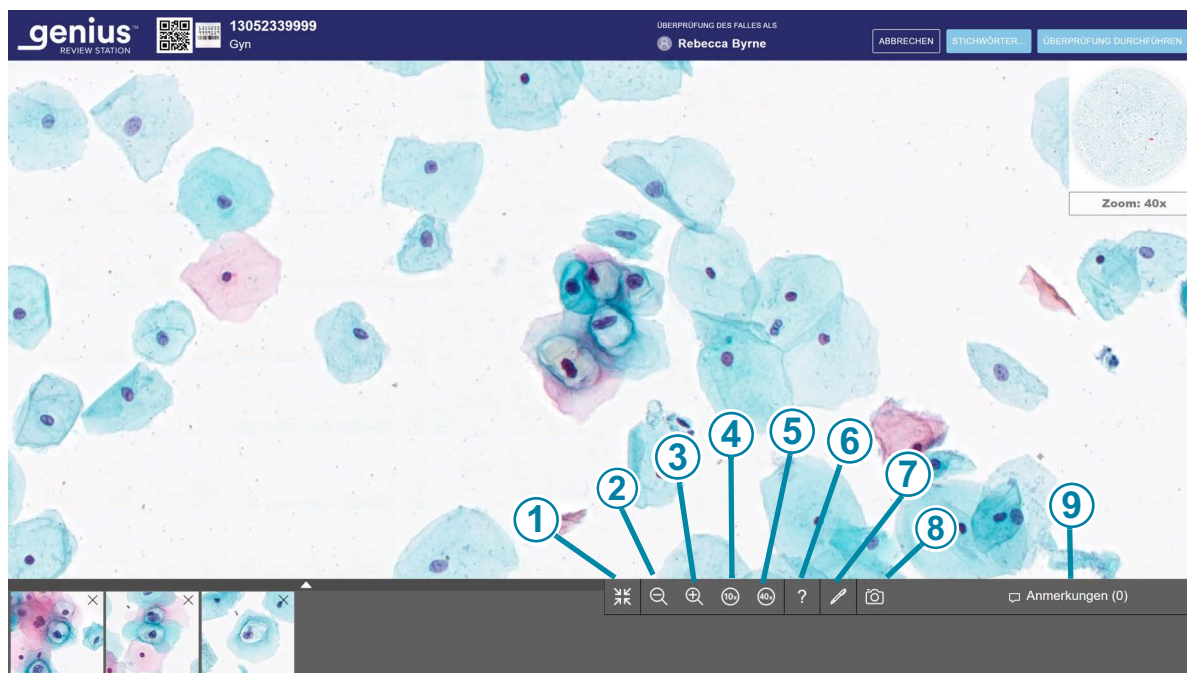 genius™
REVIEW STATION
13052339999
Gyn
ÜBERPRÜFUNG DES FALLES ALS
Rebecca Byrne
ABBRECHEN
STICHWÖRTER...
ÜBERPRÜFUNG DURCHFÜHREN
Zoom: 40x
1
2
3
4
5
6
7
8
9
10x
40x
?
Anmerkungen (0)